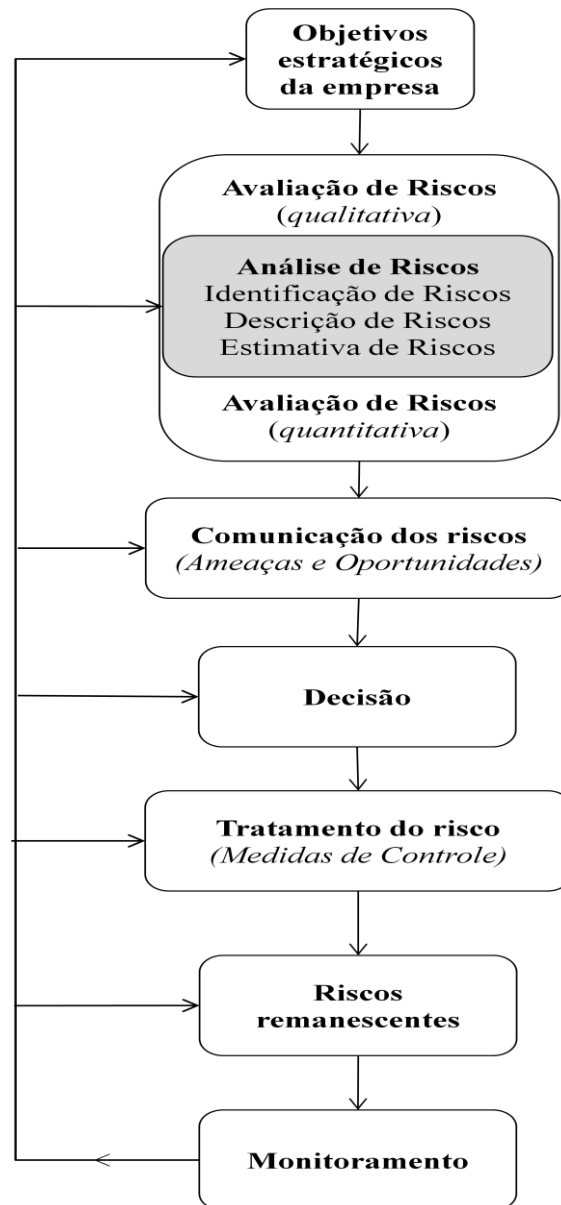 Objetivos
estratégicos
da empresa
Avaliação de Riscos
(qualitativa)
Análise de Riscos
Identificação de Riscos
Descrição de Riscos
Estimativa de Riscos
Avaliação de Riscos
(quantitativa)
Comunicação dos riscos
(Ameaças e Oportunidades)
Decisão
Tratamento do risco
(Medidas de Controle)
Riscos
remanescentes
Monitoramento